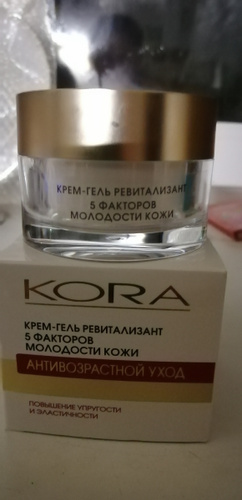 КРЕМ-ГЕЛЬ РЕВИТАЛИЗАНТ
5 ФАКТОРОВ
МОЛОДОСТИ КОЖИ
KORA
КРЕМ-ГЕЛЬ РЕВИТАЛИЗАНТ
5 ФАКТОРОВ
МОЛОДОСТИ КОЖИ
АНТИВОЗРАСТНОЙ УХОД
ПОВЫШЕНИЕ УПРУГОСТИ
И ЭЛАСТИЧНОСТИ